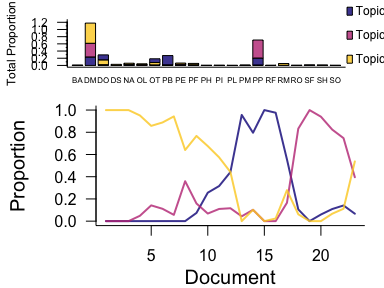 Total Proportion
1.2
1.0
0.8
0.6
0.4
0.2
0.0
Topic
Topic
Topic
BA DM DO DS NA OL OT PB PE PF PH PI PL PM PP RF RM RO SF SH SO
Proportion
1.0
0.8
0.6
0.4
0.2
0.0
5 10 15 20
Document